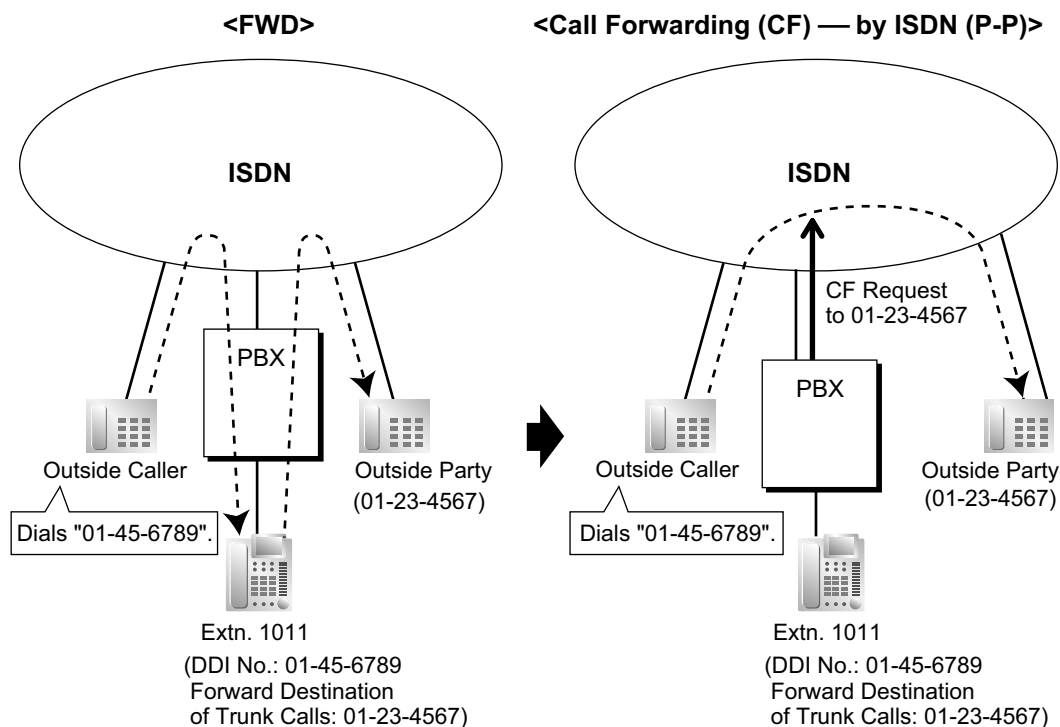 <FWD>
ISDN
PBX
Outside Caller
Dials "01-45-6789".
Outside Party
(01-23-4567)
Extn. 1011
(DDI No.: 01-45-6789
Forward Destination
of Trunk Calls: 01-23-4567)
<Call Forwarding (CF) — by ISDN (P-P)>
ISDN
CF Request
to 01-23-4567
PBX
Outside Caller
Dials "01-45-6789".
Outside Party
(01-23-4567)
Extn. 1011
(DDI No.: 01-45-6789
Forward Destination
of Trunk Calls: 01-23-4567)